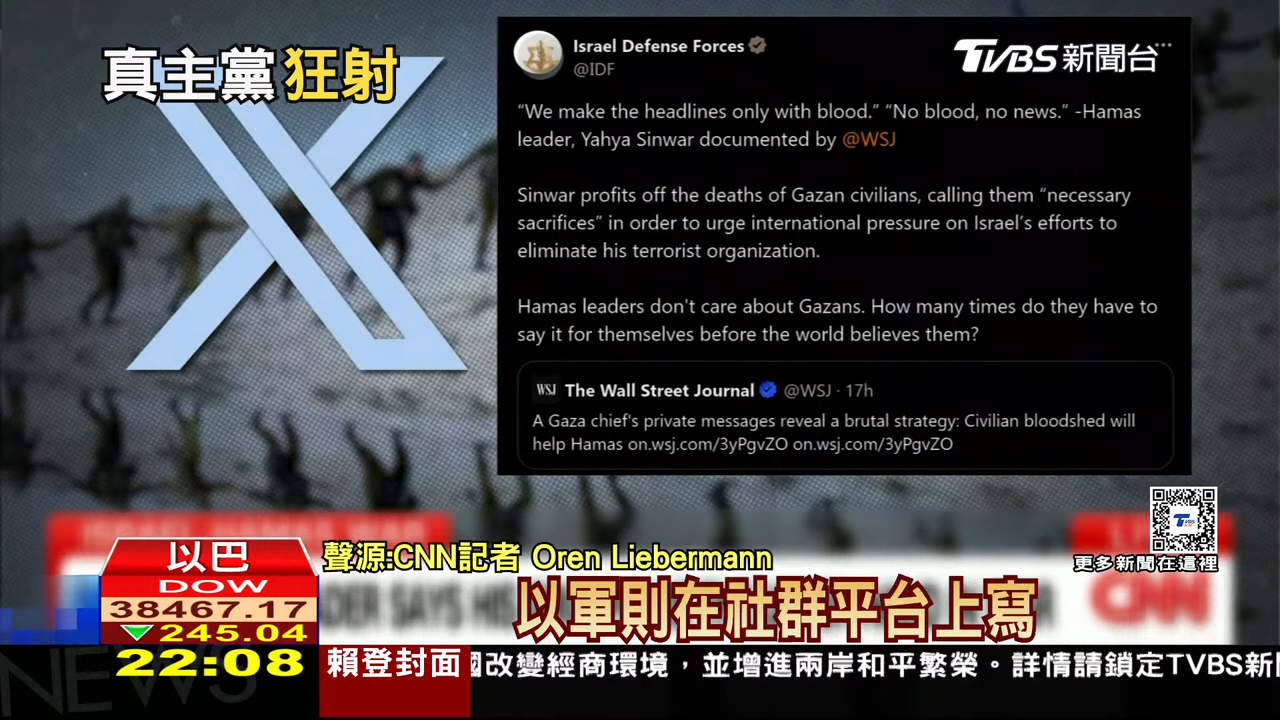 真主黨狂射
Israel Defense Forces
@IDF
TVBS新聞台
“We make the headlines only with blood.” “No blood, no news.” -Hamas
leader, Yahya Sinwar documented by @WSJ
Sinwar profits off the deaths of Gazan civilians, calling them “necessary
sacrifices” in order to urge international pressure on Israel’s efforts to
eliminate his terrorist organization.
Hamas leaders don't care about Gazans. How many times do they have to
say it for themselves before the world believes them?
WSJ The Wall Street Journal @WSJ · 17h
A Gaza chief's private messages reveal a brutal strategy: Civilian bloodshed will
help Hamas on.wsj.com/3yPgvZO on.wsj.com/3yPgvZO
TVBS
更多新聞在這裡
以巴
聲源:CNN記者 Oren Liebermann
DOW
38467.17
245.04
以軍則在社群平台上寫
CNN
22:08
賴登封面
國改變經商環境，並增進兩岸和平繁榮。詳情請鎖定TVBS新聞
NEWS